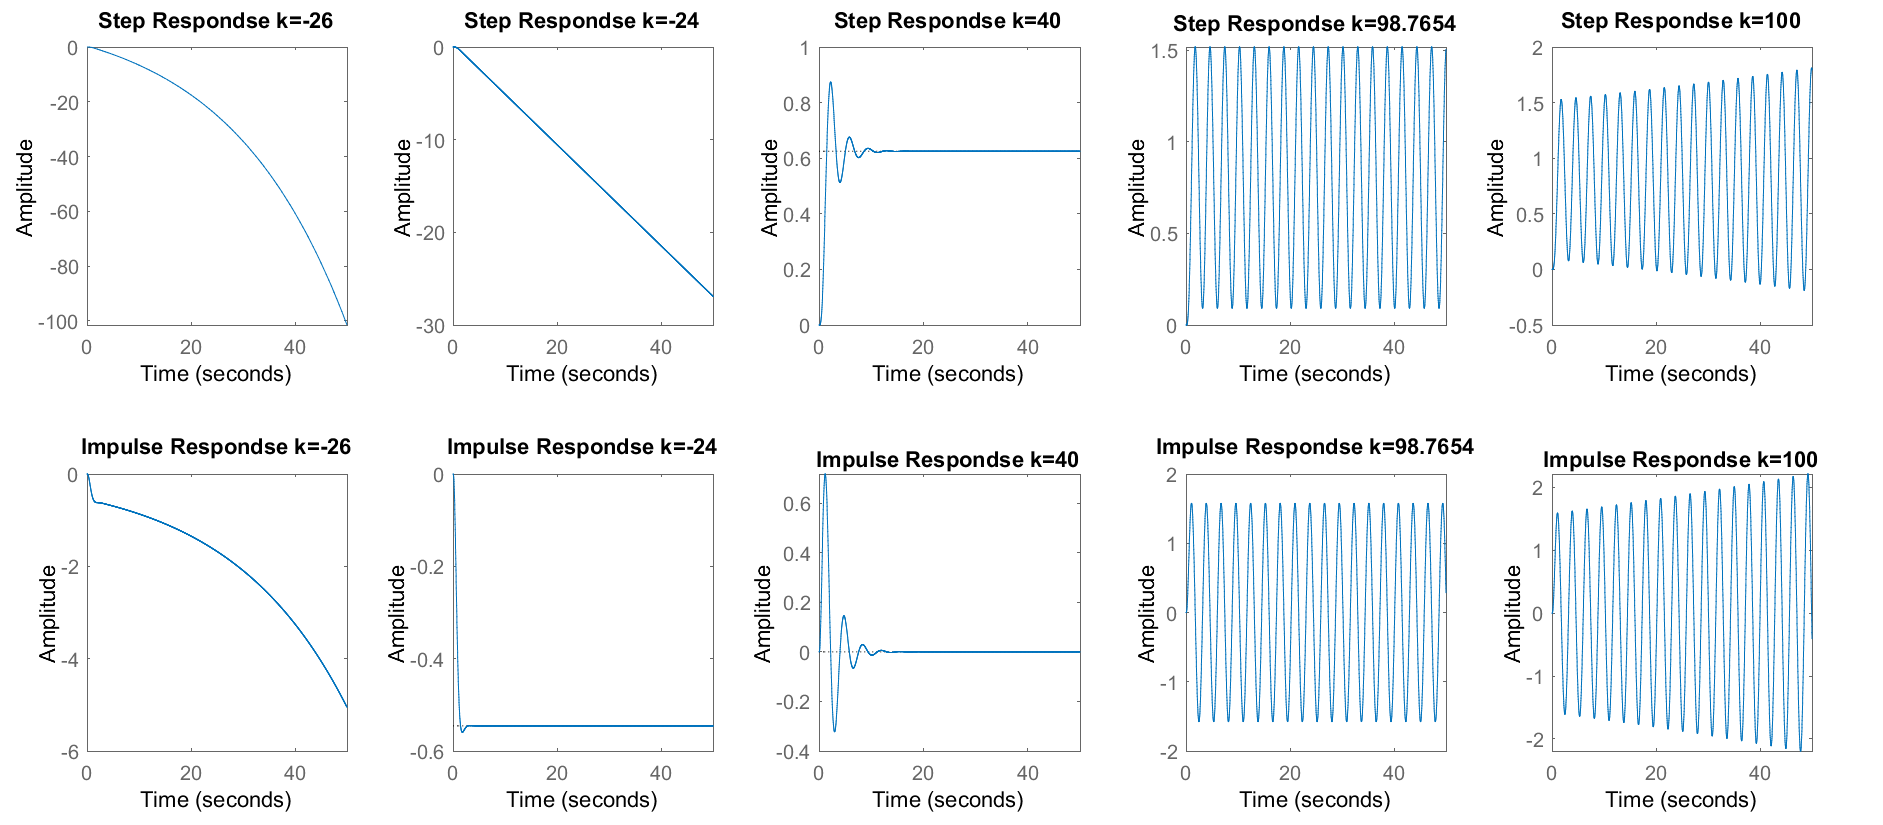 Step Respondse k=-26
0
-20
-40
-60
-80
-100
0 20 40
Amplitude
Time (seconds)
Step Respondse k=-24
0
-10
-20
-30
0 20 40
Amplitude
Time (seconds)
Step Respondse k=40
1
0.8
0.6
0.4
0.2
0
0 20 40
Amplitude
Time (seconds)
Step Respondse k=98.7654
1.5
1
0.5
0
0 20 40
Amplitude
Time (seconds)
Step Respondse k=100
2
1.5
1
0.5
0
-0.5
0 20 40
Amplitude
Time (seconds)
Impulse Respondse k=-26
0
-2
-4
-6
0 20 40
Amplitude
Time (seconds)
Impulse Respondse k=-24
0
-0.2
-0.4
-0.6
0 20 40
Amplitude
Time (seconds)
Impulse Respondse k=40
0.6
0.4
0.2
0
-0.2
-0.4
0 20 40
Amplitude
Time (seconds)
Impulse Respondse k=98.7654
2
1
0
-1
-2
0 20 40
Amplitude
Time (seconds)
Impulse Respondse k=100
2
1
0
-1
-2
0 20 40
Amplitude
Time (seconds)